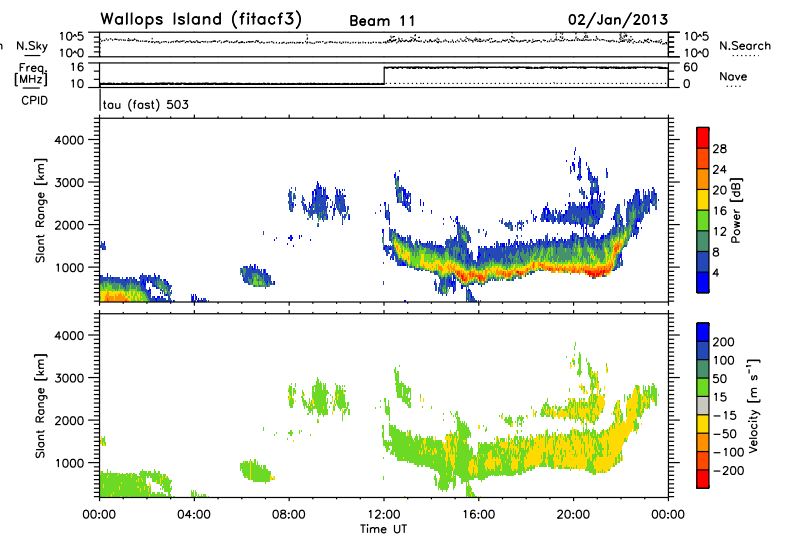 Wallops Island (fitacf3) Beam 11 02/Jan/2013
n N.Sky 10^5 10^0 10^5 10^0 N.Search
Freq. [MHz] 16 10 60 0 Nave
CPID tau (fast) 503
Slant Range [km] 4000 3000 2000 1000
28 24 20 16 12 8 4 Power [dB]
Slant Range [km] 4000 3000 2000 1000
200 100 50 15 -15 -50 -100 -200 Velocity [m s⁻¹]
00:00 04:00 08:00 12:00 16:00 20:00 00:00
Time UT